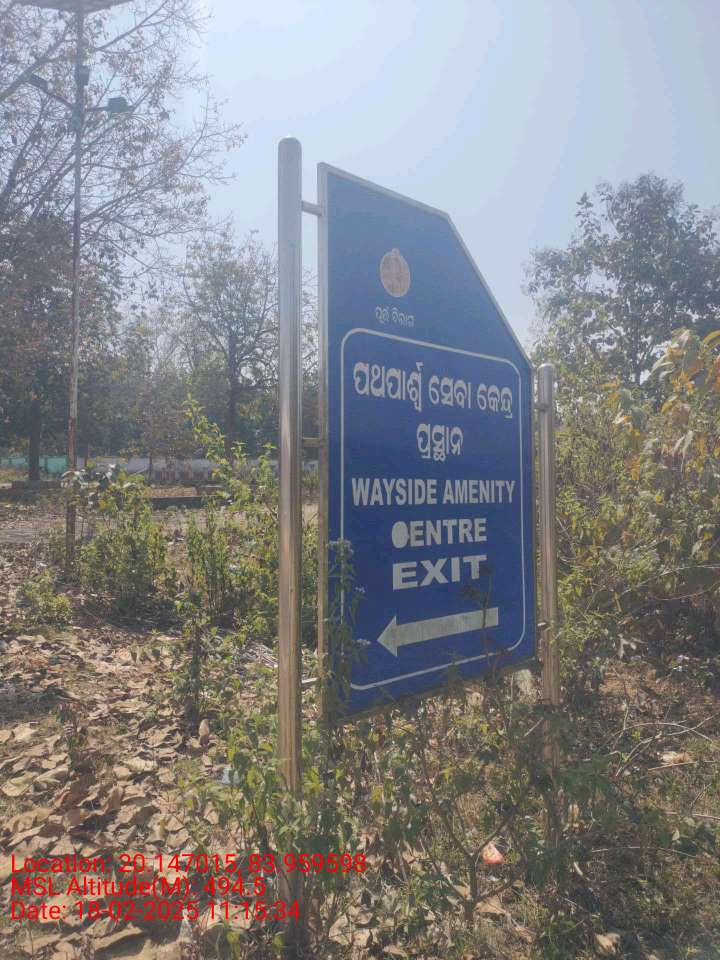 ପୂର୍ତ୍ତ ବିଭାଗ
ପଥପାର୍ଶ୍ୱ ସେବା କେନ୍ଦ୍ର
ପ୍ରସ୍ଥାନ
WAYSIDE AMENITY
CENTRE
EXIT
Location: 20.147015, 83.959598
MSL Altitude(M): 494.5
Date: 18-02-2025 11:15:34